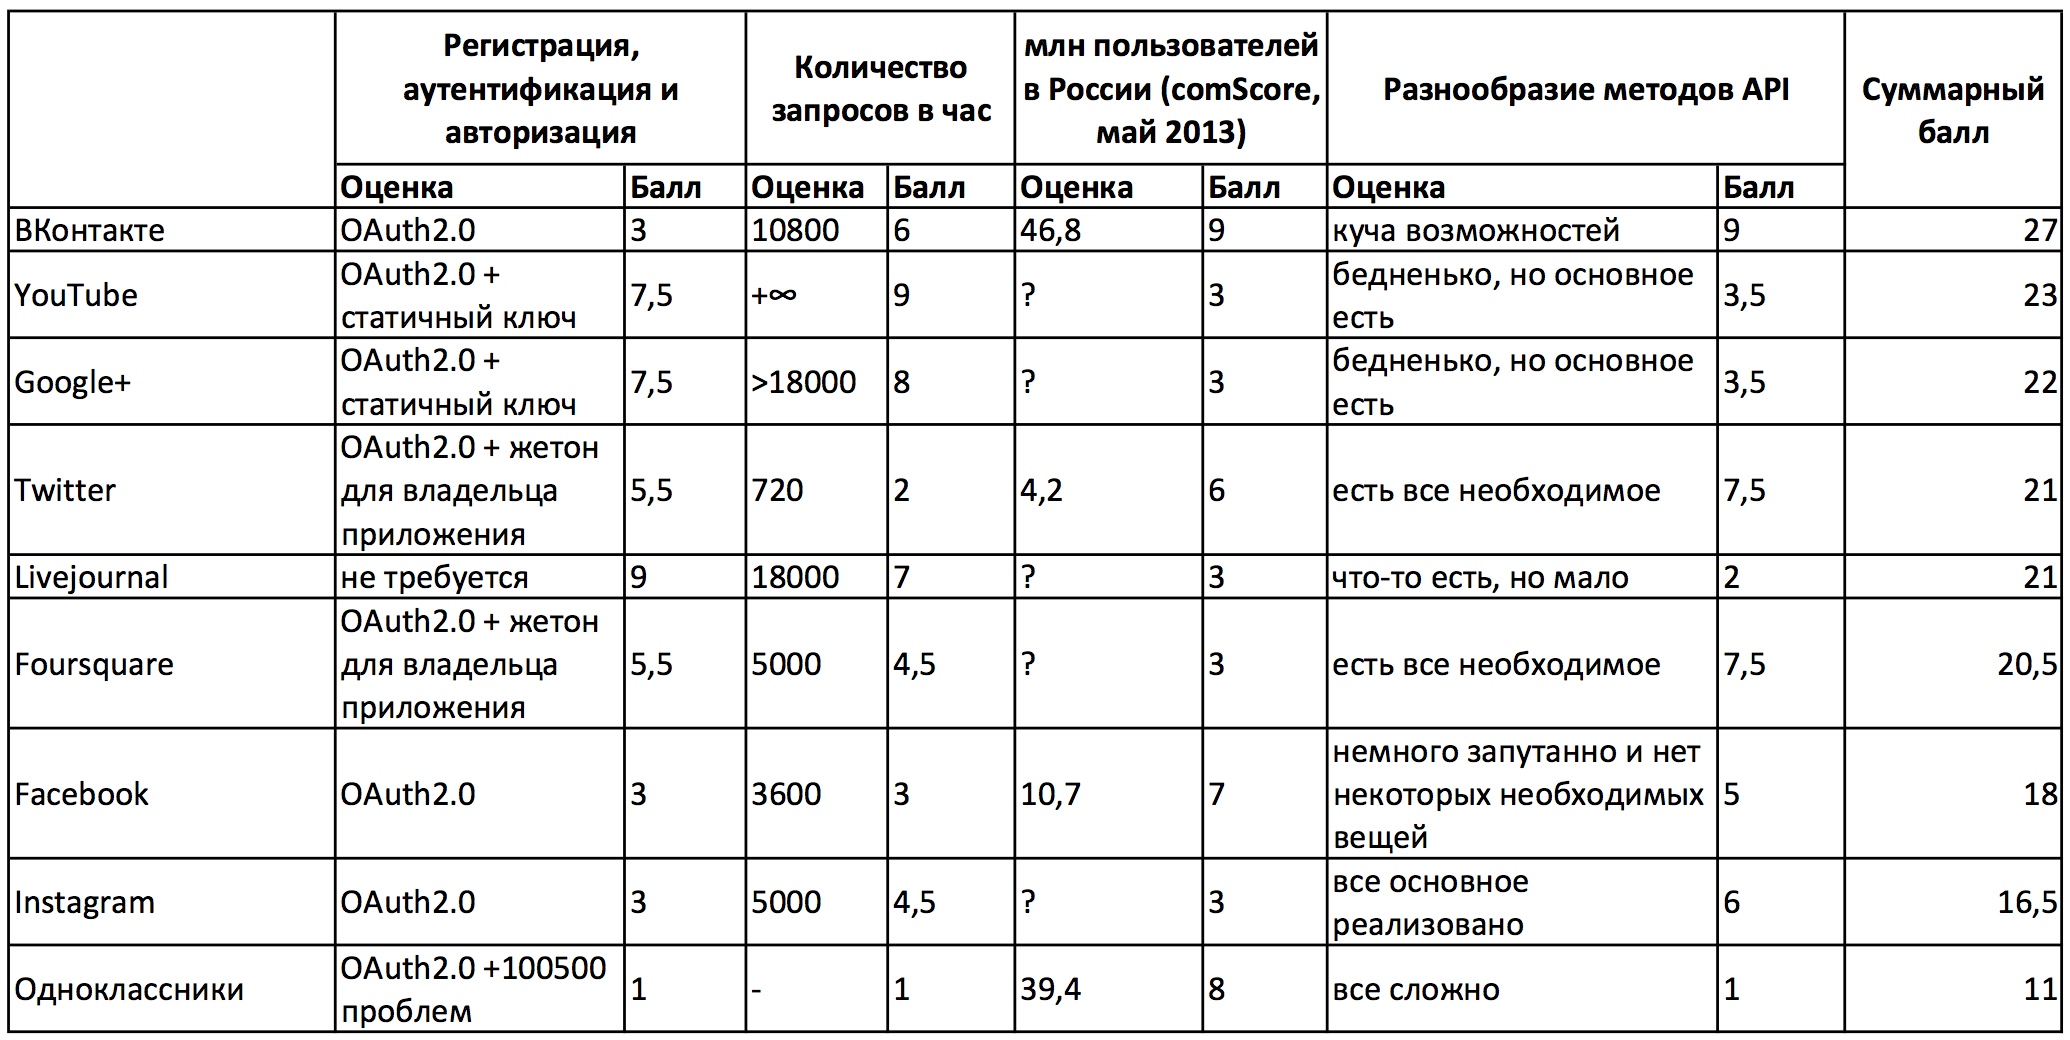 Регистрация,
аутентификация и
авторизация
Количество
запросов в час
млн пользователей
в России (comScore,
май 2013)
Разнообразие методов API
Суммарный
балл
Оценка Балл Оценка Балл Оценка Балл Оценка Балл
ВКонтакте OAuth2.0 3 10800 6 46,8 9 куча возможностей 9 27
YouTube
OAuth2.0 +
статичный ключ
7,5 +∞ 9 ? 3
бедненько, но основное
есть
3,5 23
Google+
OAuth2.0 +
статичный ключ
7,5 >18000 8 ? 3
бедненько, но основное
есть
3,5 22
Twitter
OAuth2.0 + жетон
для владельца
приложения
5,5 720 2 4,2 6 есть все необходимое 7,5 21
Livejournal не требуется 9 18000 7 ? 3 что-то есть, но мало 2 21
Foursquare
OAuth2.0 + жетон
для владельца
приложения
5,5 5000 4,5 ? 3 есть все необходимое 7,5 20,5
Facebook OAuth2.0 3 3600 3 10,7 7
немного запутанно и нет
некоторых необходимых
вещей
5 18
Instagram OAuth2.0 3 5000 4,5 ? 3
все основное
реализовано
6 16,5
Одноклассники
OAuth2.0 +100500
проблем
1 - 1 39,4 8 все сложно 1 11